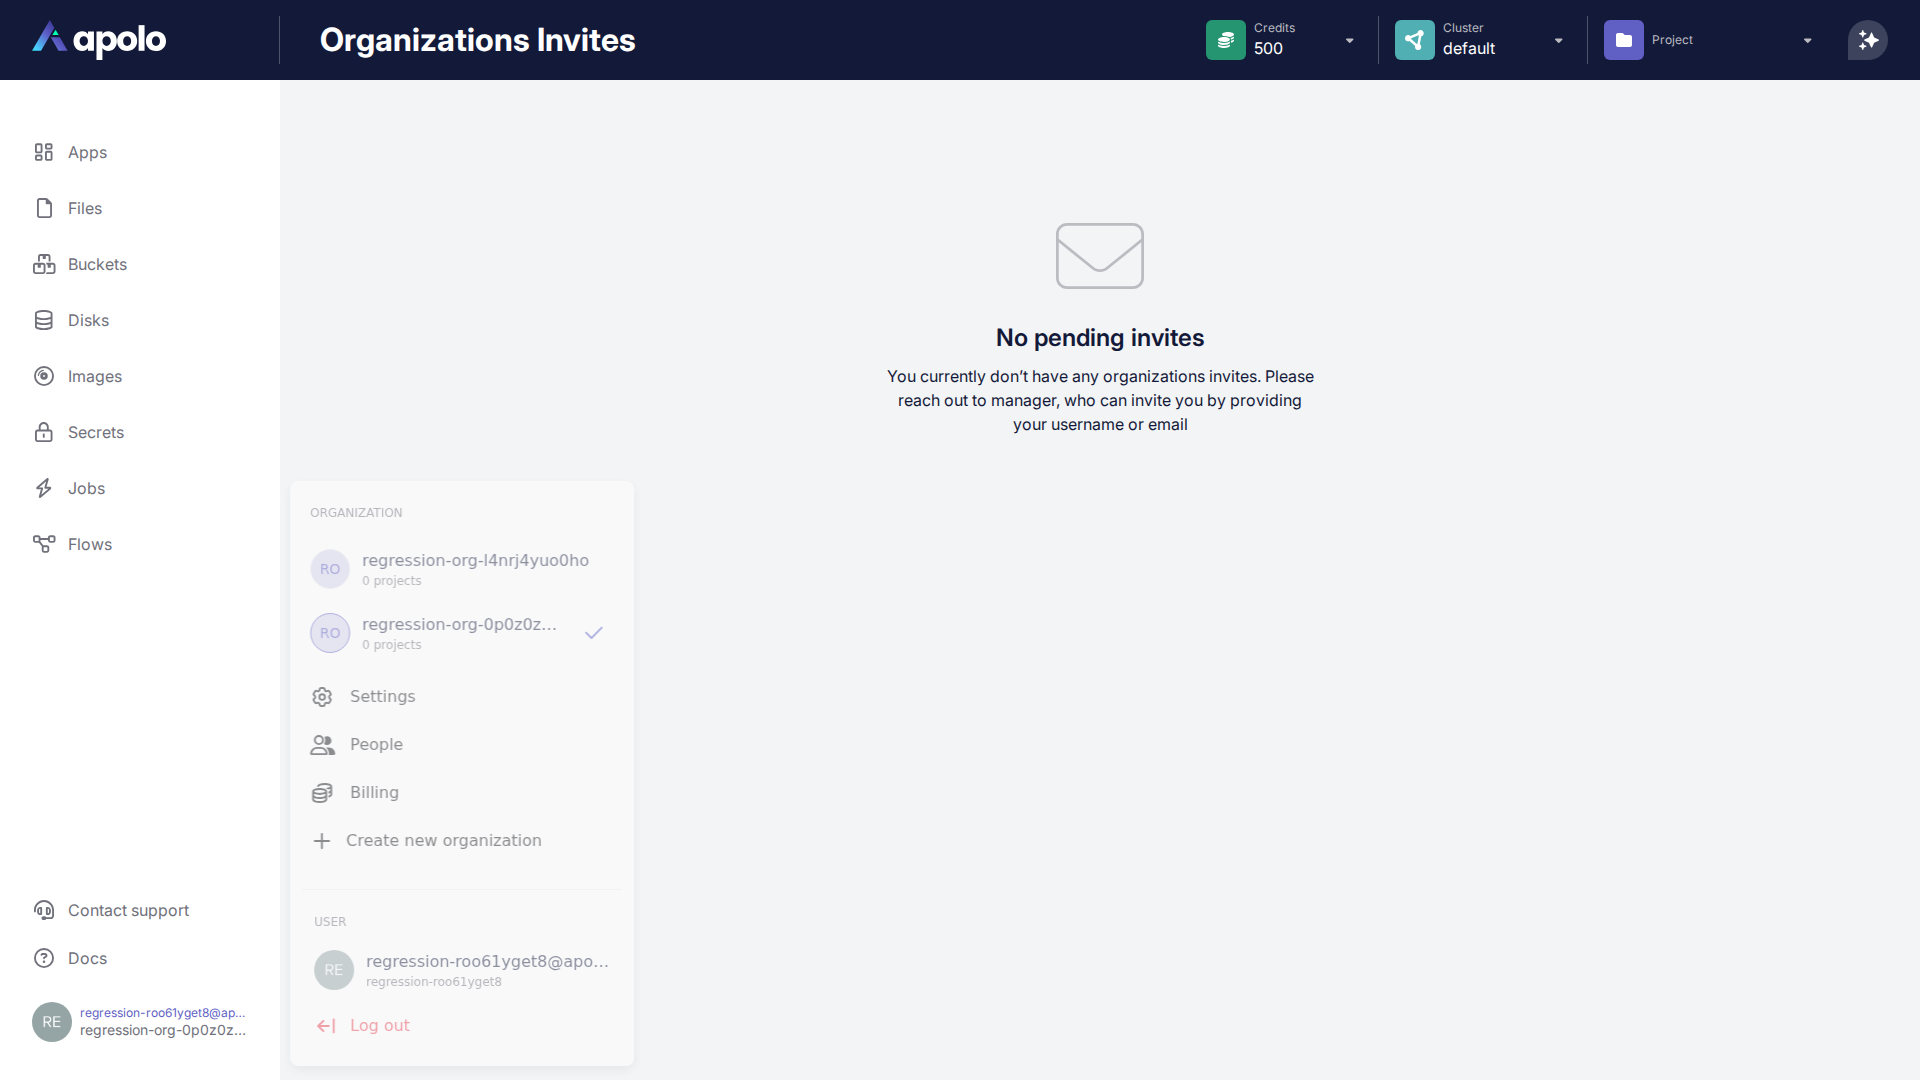 apolo
Organizations Invites
Credits
500
Cluster
default
Project
Apps
Files
Buckets
Disks
Images
Secrets
Jobs
Flows
Contact support
Docs
RE
regression-roo61yget8@ap...
regression-org-0p0z0z...
No pending invites
You currently don’t have any organizations invites. Please
reach out to manager, who can invite you by providing
your username or email
ORGANIZATION
RO
regression-org-l4nrj4yuo0ho
0 projects
RO
regression-org-0p0z0z...
0 projects
Settings
People
Billing
Create new organization
USER
RE
regression-roo61yget8@apo...
regression-roo61yget8
Log out